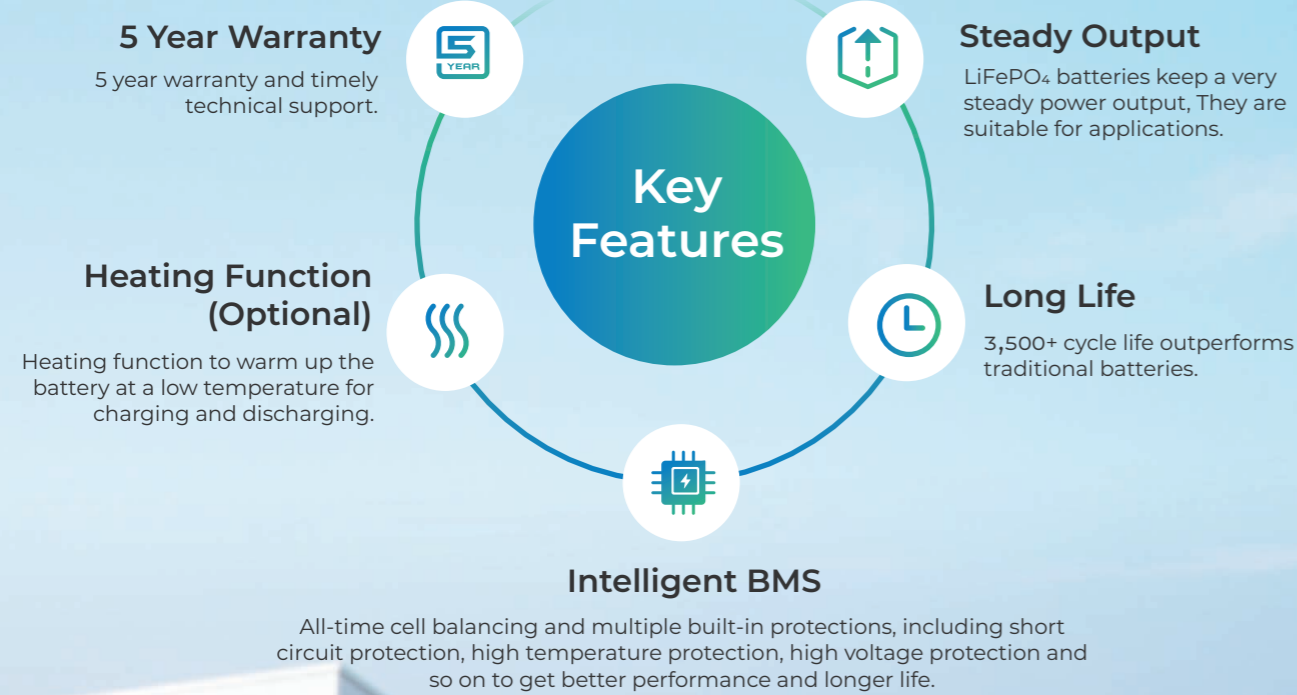 5 Year Warranty
5 year warranty and timely
technical support.
5
YEAR
Steady Output
LiFePO₄ batteries keep a very
steady power output, They are
suitable for applications.
Key
Features
Heating Function
(Optional)
Heating function to warm up the
battery at a low temperature for
charging and discharging.
Long Life
3,500+ cycle life outperforms
traditional batteries.
Intelligent BMS
All-time cell balancing and multiple built-in protections, including short
circuit protection, high temperature protection, high voltage protection and
so on to get better performance and longer life.